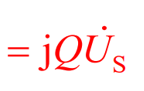 = jQU̇S